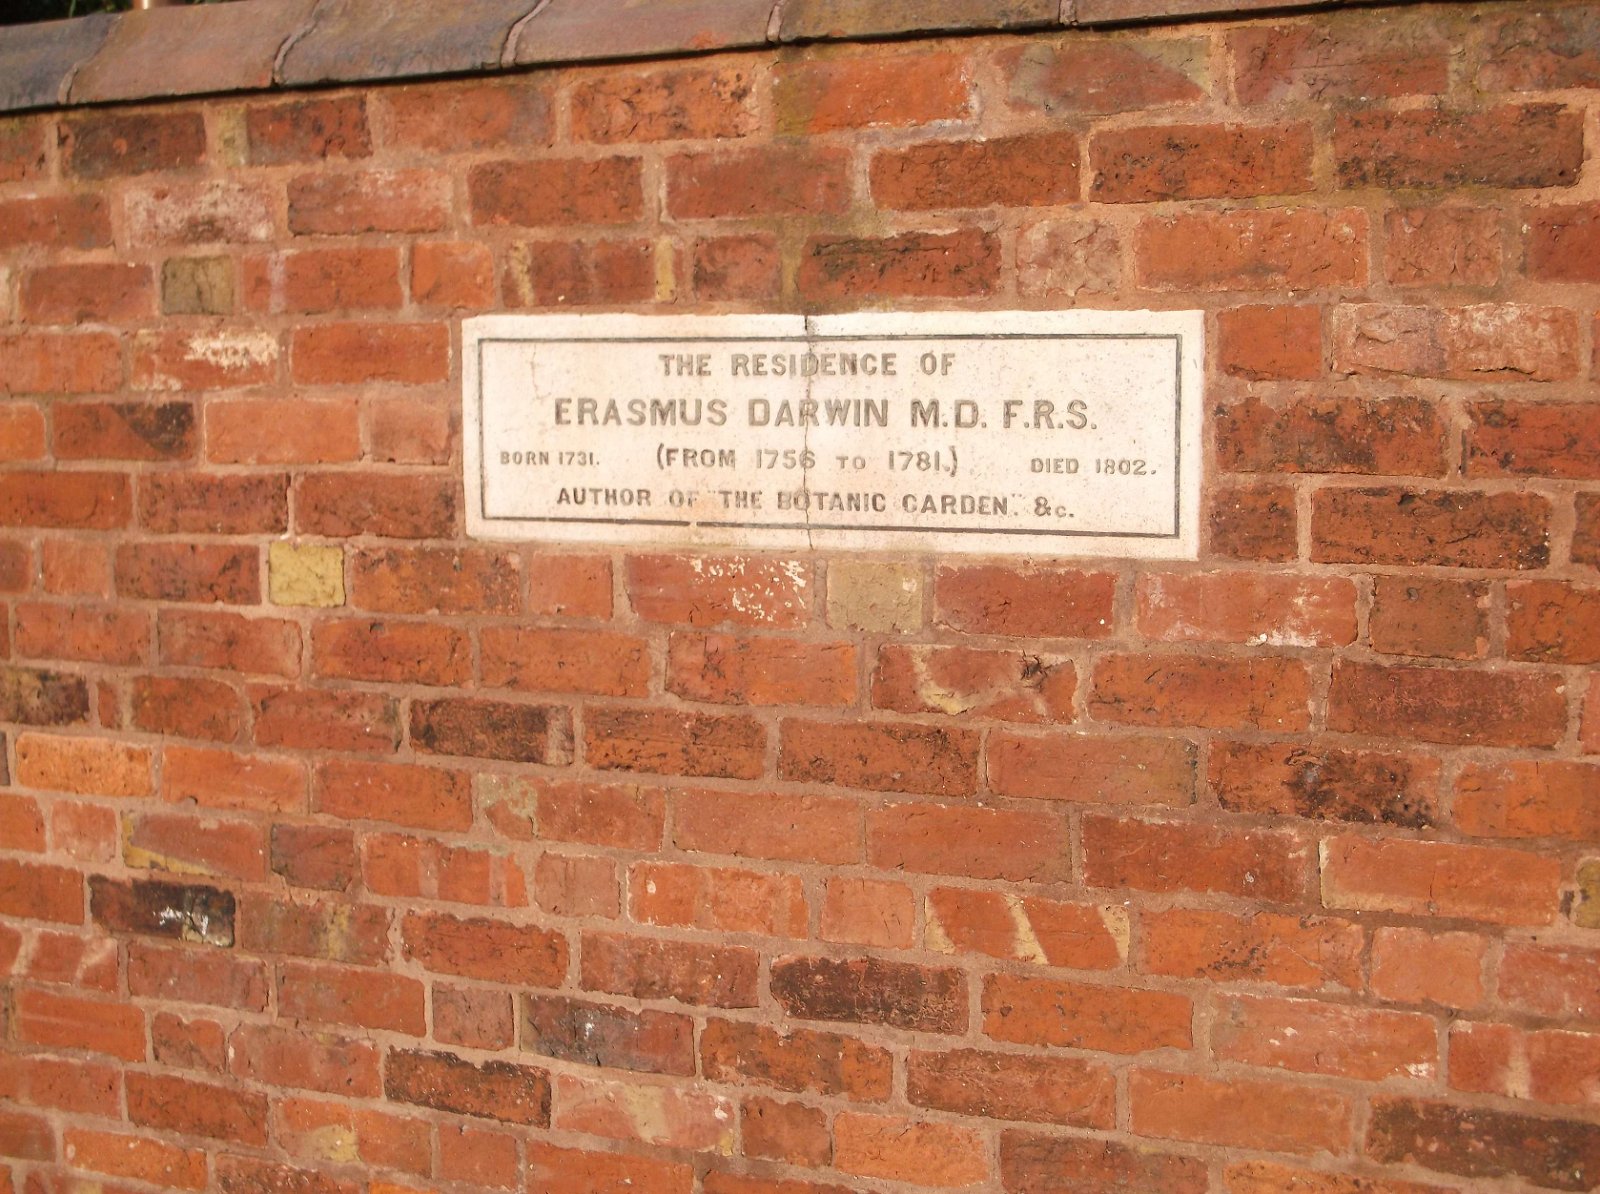 THE RESIDENCE OF
ERASMUS DARWIN M.D. F.R.S.
BORN 1731. (FROM 1756 TO 1781.) DIED 1802.
AUTHOR OF "THE BOTANIC GARDEN." &c.